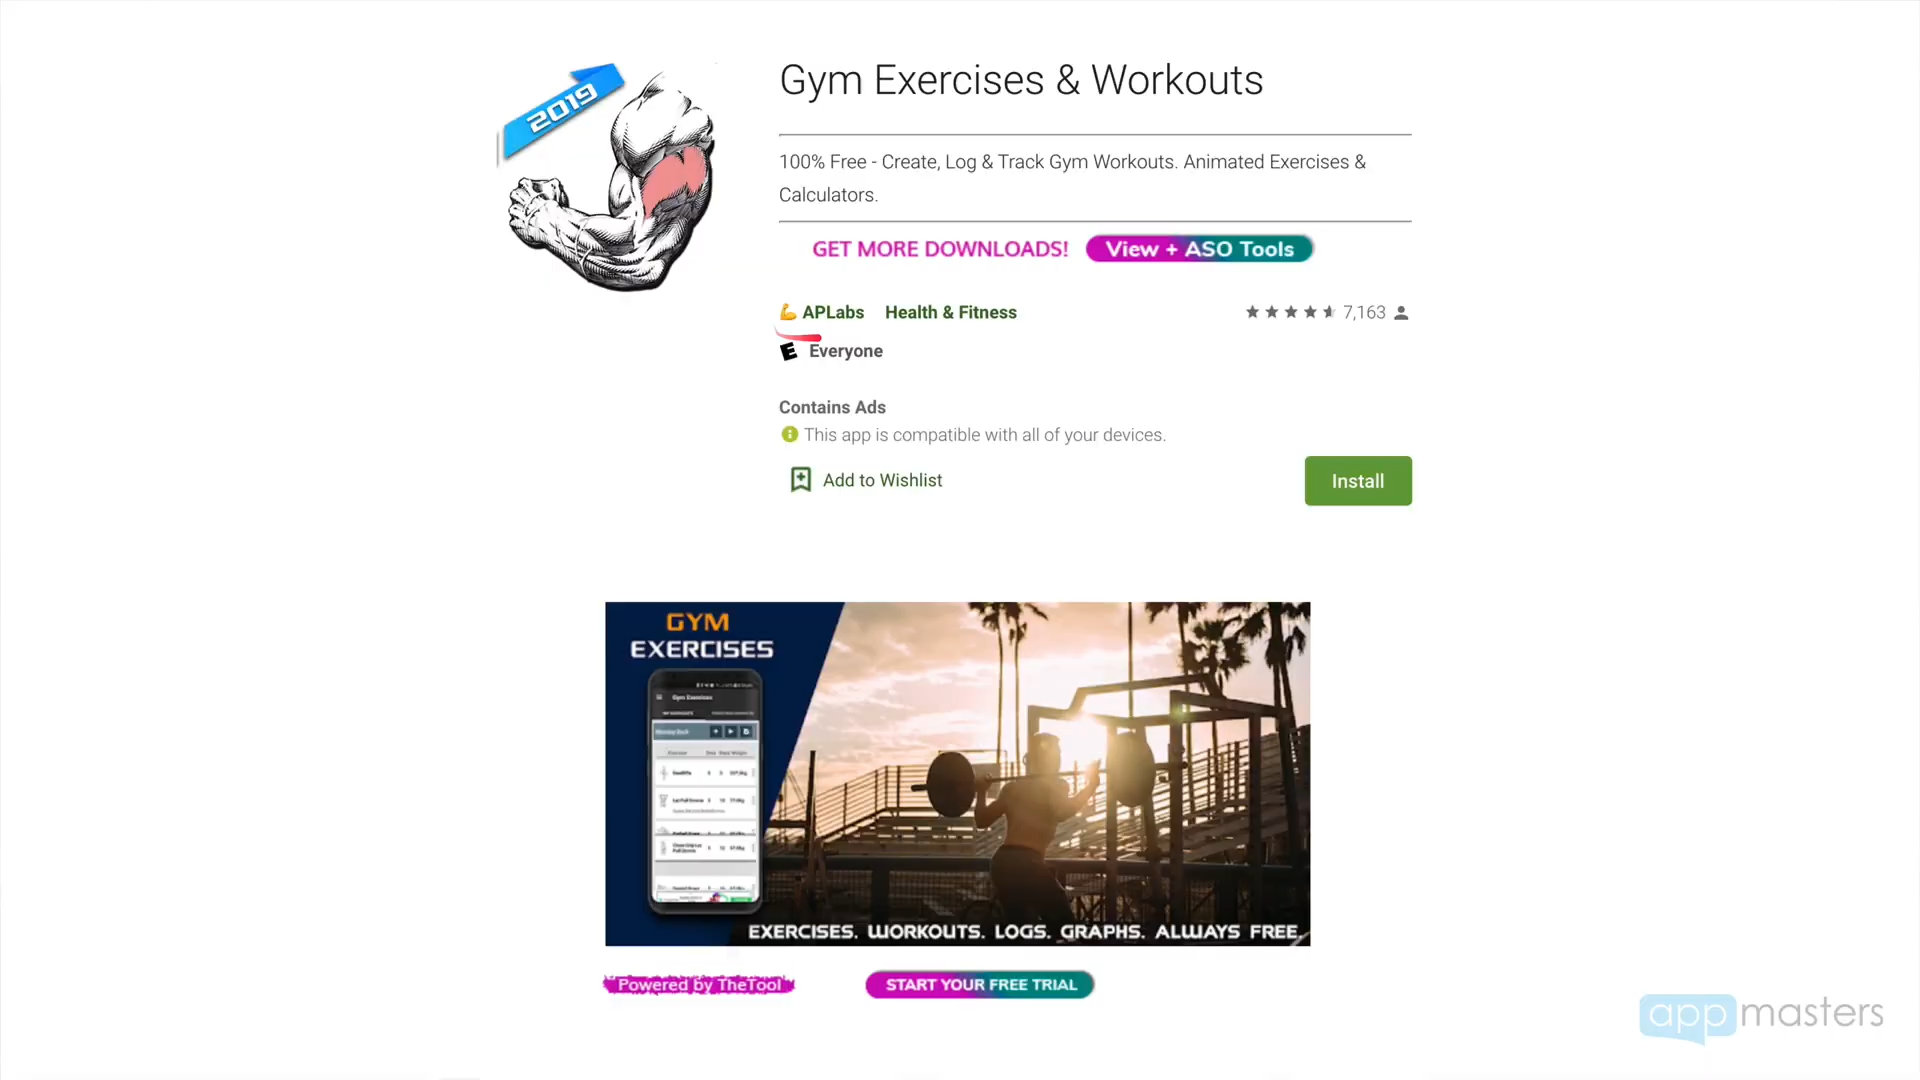 2019
Gym Exercises & Workouts
100% Free - Create, Log & Track Gym Workouts. Animated Exercises &
Calculators.
GET MORE DOWNLOADS! View + ASO Tools
💪 APLabs Health & Fitness 7,163
E Everyone
Contains Ads
This app is compatible with all of your devices.
Add to Wishlist
Install
GYM
EXERCISES
Gym Exercises
EXERCISES. WORKOUTS. LOGS. GRAPHS. ALWAYS FREE.
Powered by TheTool
START YOUR FREE TRIAL
app masters